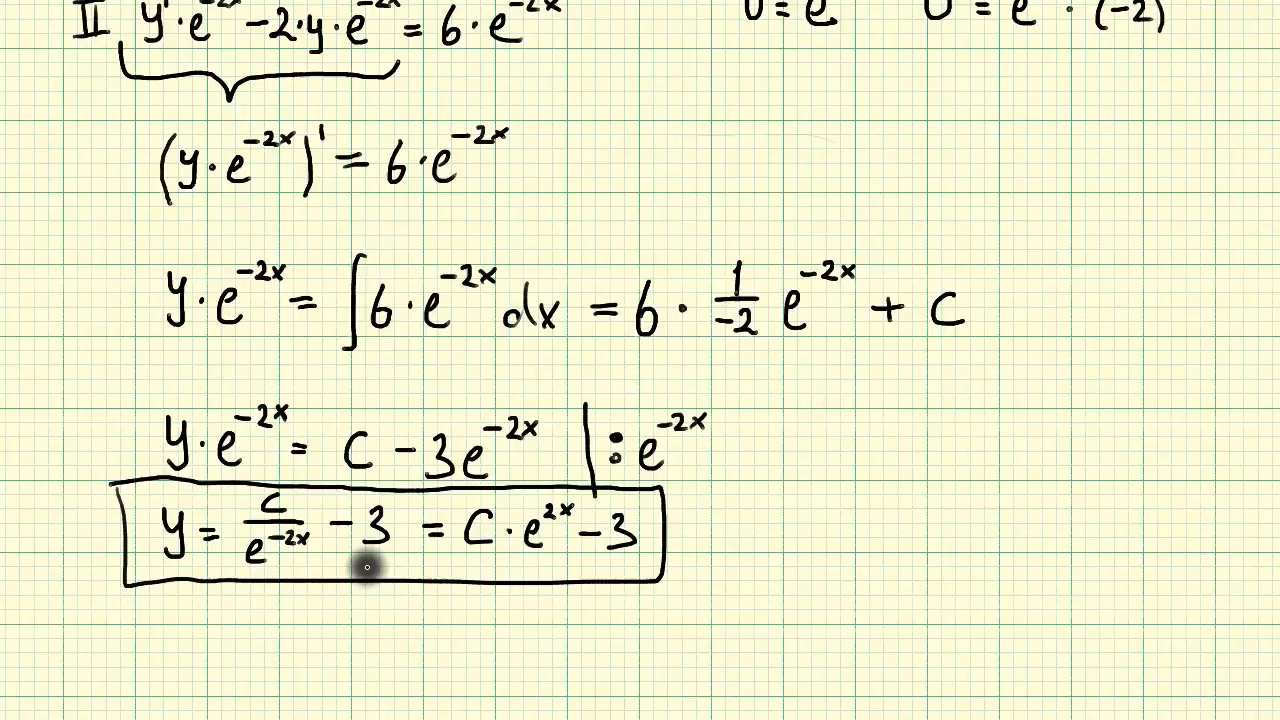 II y'·e^-2x -2·y·e^-2x = 6·e^-2x U = e U = e · (-2)
(y·e^-2x)' = 6·e^-2x
y·e^-2x = ∫6·e^-2x dx = 6 · 1/-2 e^-2x + C
y·e^-2x = C - 3e^-2x | : e^-2x
y = C/e^-2x - 3 = C·e^2x - 3